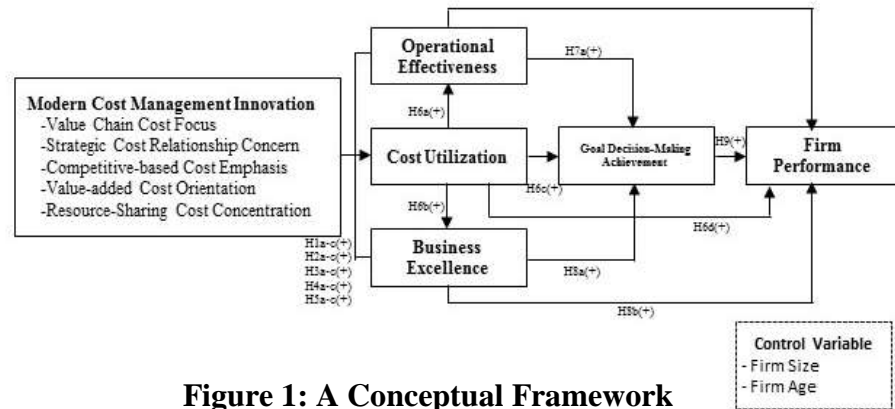 Operational
Effectiveness
H7a(+)
Modern Cost Management Innovation
-Value Chain Cost Focus
-Strategic Cost Relationship Concern
-Competitive-based Cost Emphasis
-Value-added Cost Orientation
-Resource-Sharing Cost Concentration
H6a(+)
Cost Utilization
H6c(+)
Goal Decision-Making
Achievement
H9(+)
Firm
Performance
H6b(+)
H6d(+)
H1a-c(+)
H2a-c(+)
H3a-c(+)
H4a-c(+)
H5a-c(+)
Business
Excellence
H8a(+)
H8b(+)
Control Variable
- Firm Size
- Firm Age
Figure 1: A Conceptual Framework